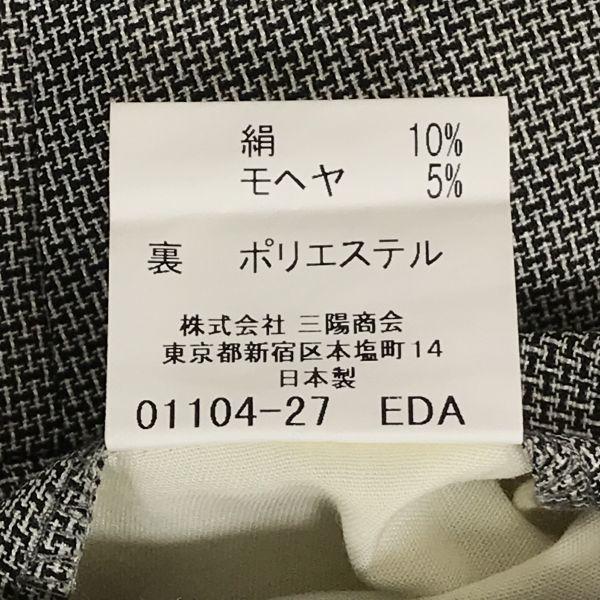 絹 10%
モヘヤ 5%
裏 ポリエステル
株式会社 三陽商会
東京都新宿区本塩町14
日本製
01104-27 EDA